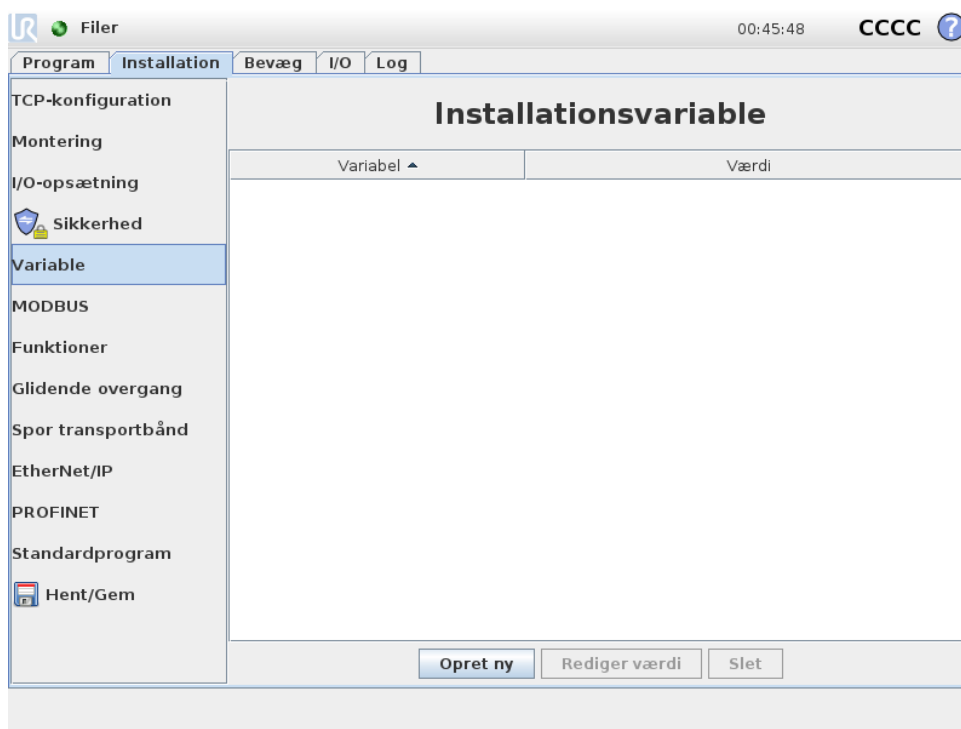 UR Filer 00:45:48 CCCC ?
Program Installation Bevæg I/O Log
TCP-konfiguration
Montering
I/O-opsætning
Sikkerhed
Variable
MODBUS
Funktioner
Glidende overgang
Spor transportbånd
EtherNet/IP
PROFINET
Standardprogram
Hent/Gem
Installationsvariable
Variabel Værdi
Opret ny Rediger værdi Slet